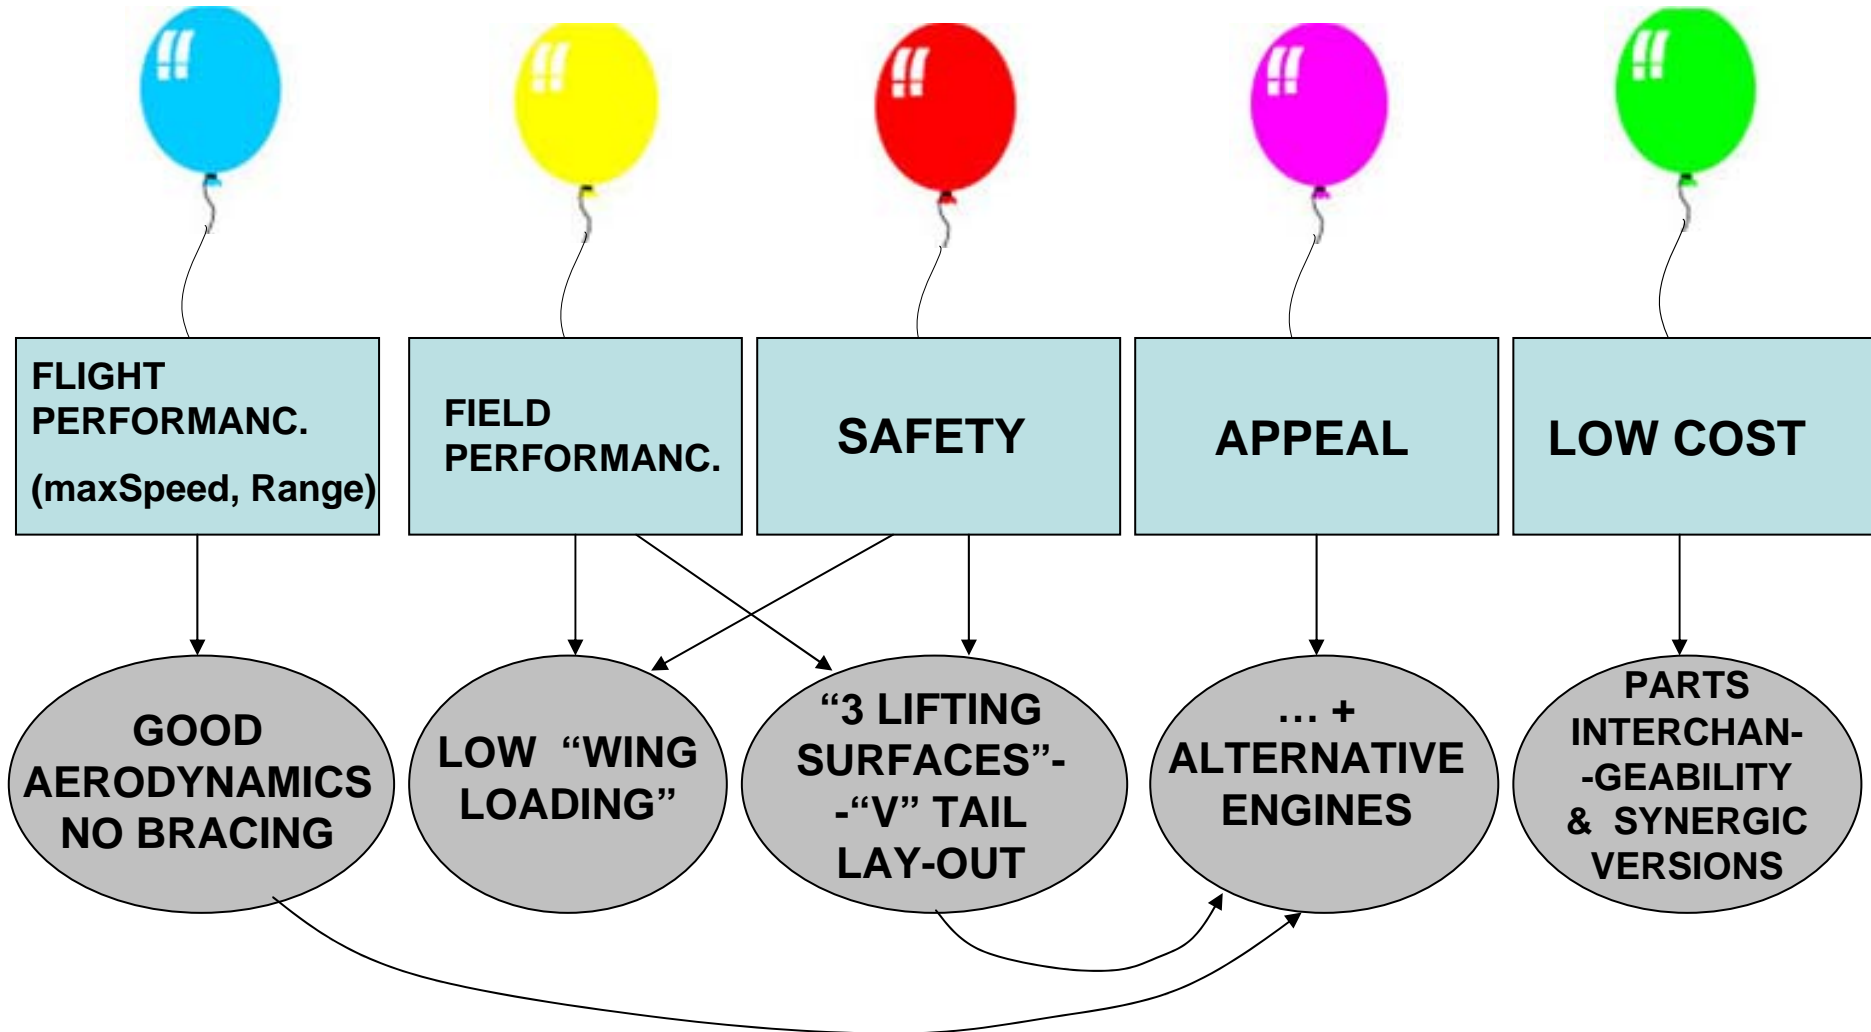 FLIGHT
PERFORMANC.
(maxSpeed, Range)
FIELD
PERFORMANC.
SAFETY
APPEAL
LOW COST
GOOD
AERODYNAMICS
NO BRACING
LOW “WING
LOADING”
“3 LIFTING
SURFACES”-
-“V” TAIL
LAY-OUT
... +
ALTERNATIVE
ENGINES
PARTS
INTERCHAN-
-GEABILITY
& SYNERGIC
VERSIONS